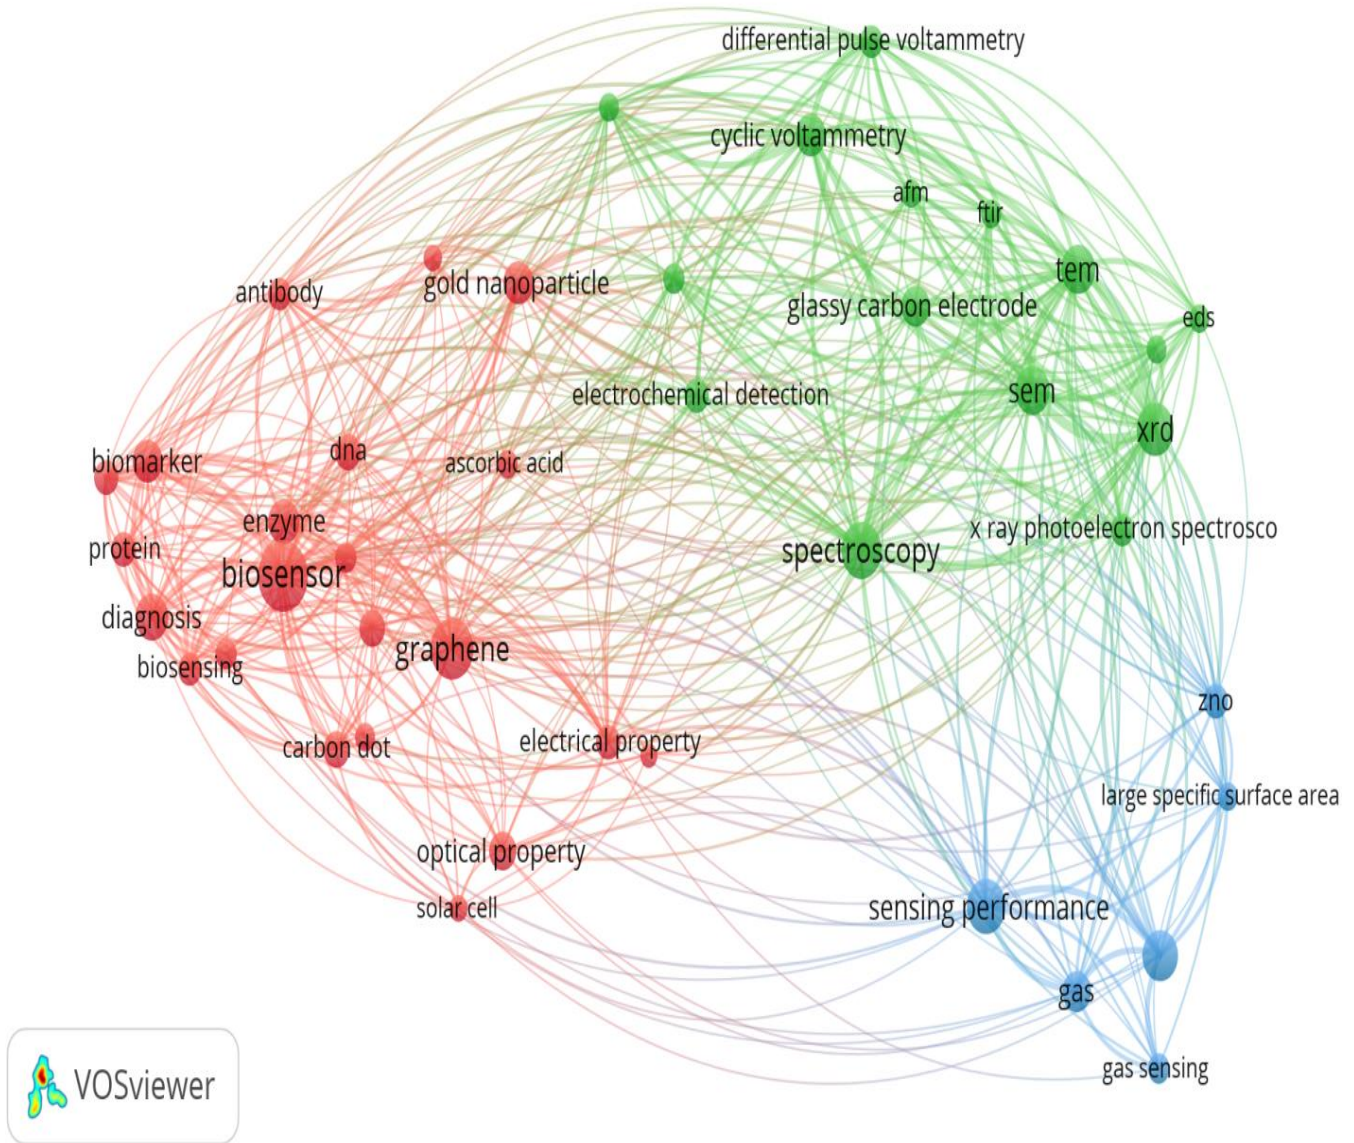 differential pulse voltammetry
cyclic voltammetry
afm
ftir
tem
gold nanoparticle
antibody
glassy carbon electrode
eds
electrochemical detection
sem
xrd
dna
biomarker
ascorbic acid
enzyme
x ray photoelectron spectrosco
protein
spectroscopy
biosensor
diagnosis
graphene
biosensing
zno
electrical property
carbon dot
large specific surface area
optical property
solar cell
sensing performance
gas
gas sensing
VOSviewer